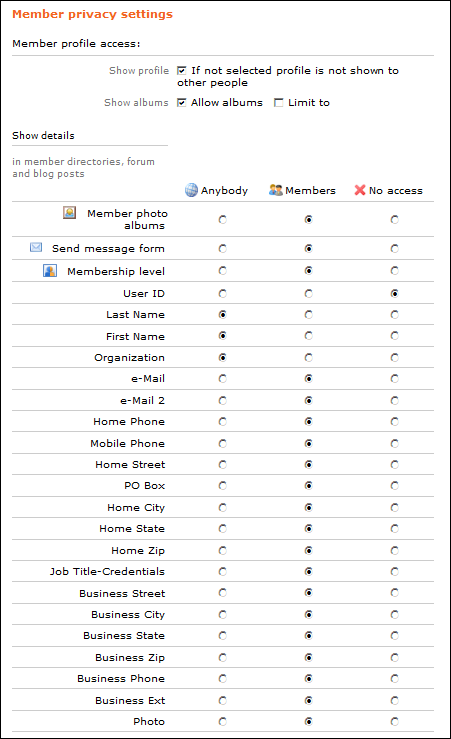 Member privacy settings
Member profile access:
Show profile If not selected profile is not shown to
other people
Show albums Allow albums Limit to
Show details
in member directories, forum
and blog posts
Anybody Members No access
Member photo
albums
Send message form
Membership level
User ID
Last Name
First Name
Organization
e-Mail
e-Mail 2
Home Phone
Mobile Phone
Home Street
PO Box
Home City
Home State
Home Zip
Job Title-Credentials
Business Street
Business City
Business State
Business Zip
Business Phone
Business Ext
Photo